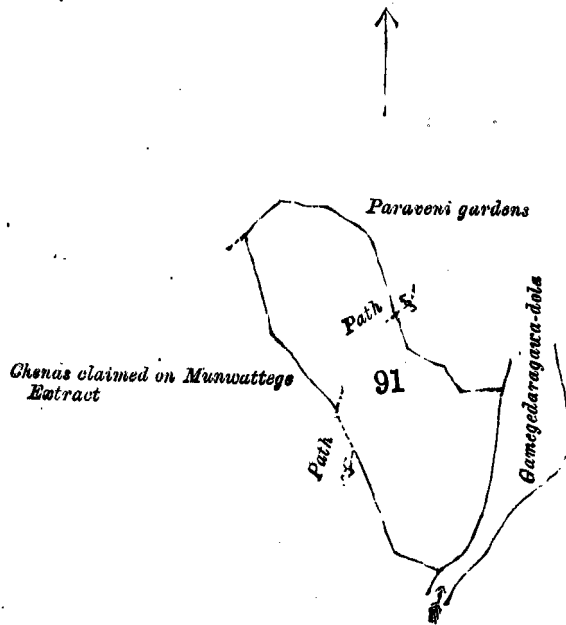 Paraveni gardens
Path
Gamegedaragawa-dola
Chenas claimed on Munwattege
Extract
91
Path